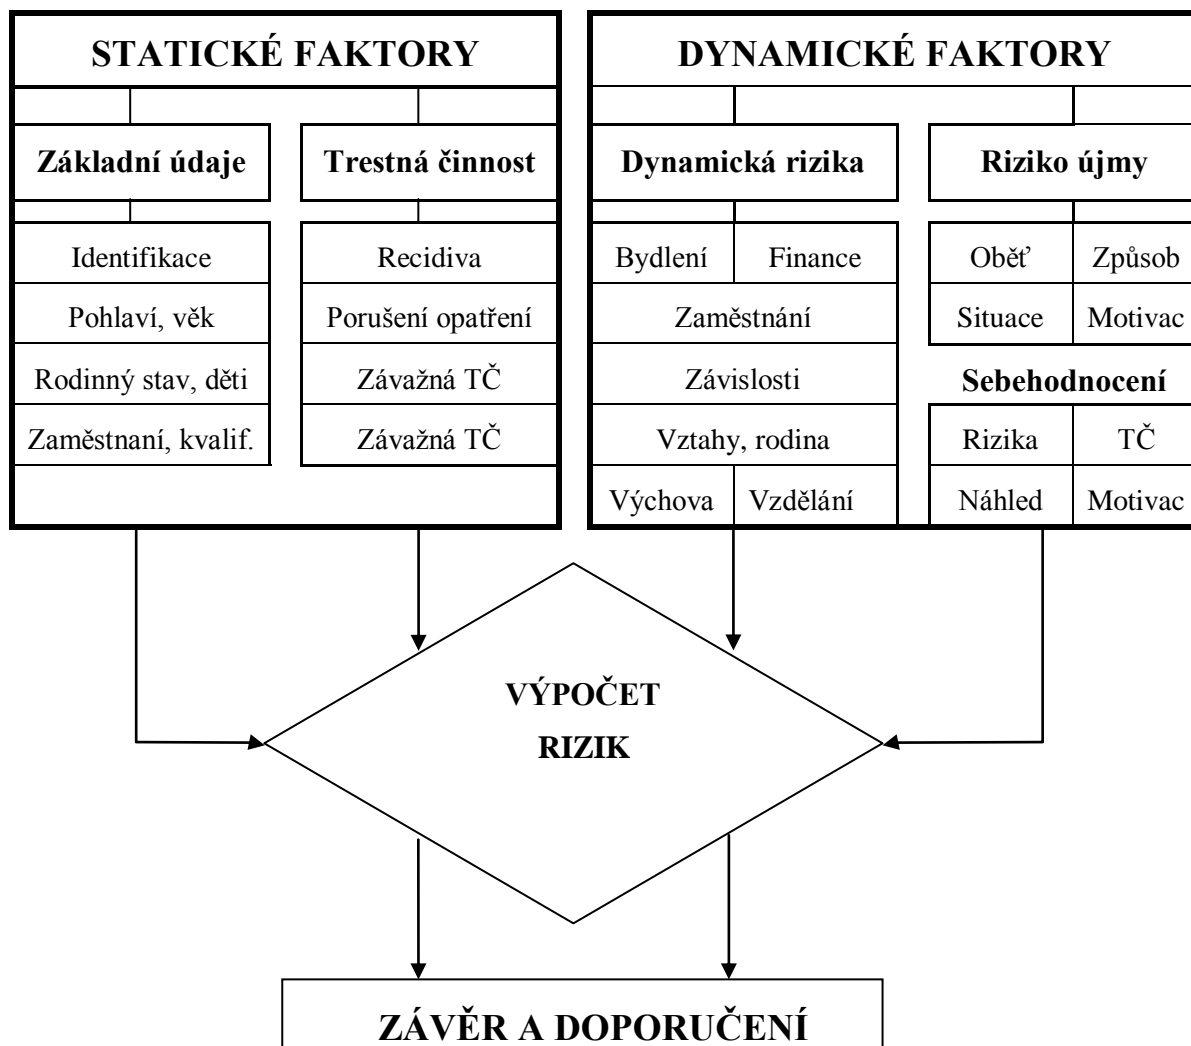 STATICKÉ FAKTORY
Základní údaje
Identifikace
Pohlaví, věk
Rodinný stav, děti
Zaměstnaní, kvalif.
Trestná činnost
Recidiva
Porušení opatření
Závažná TČ
Závažná TČ
DYNAMICKÉ FAKTORY
Dynamická rizika
Bydlení Finance
Zaměstnání
Závislosti
Vztahy, rodina
Výchova Vzdělání
Riziko újmy
Oběť Způsob
Situace Motivac
Sebehodnocení
Rizika TČ
Náhled Motivac
VÝPOČET
RIZIK
ZÁVĚR A DOPORUČENÍ